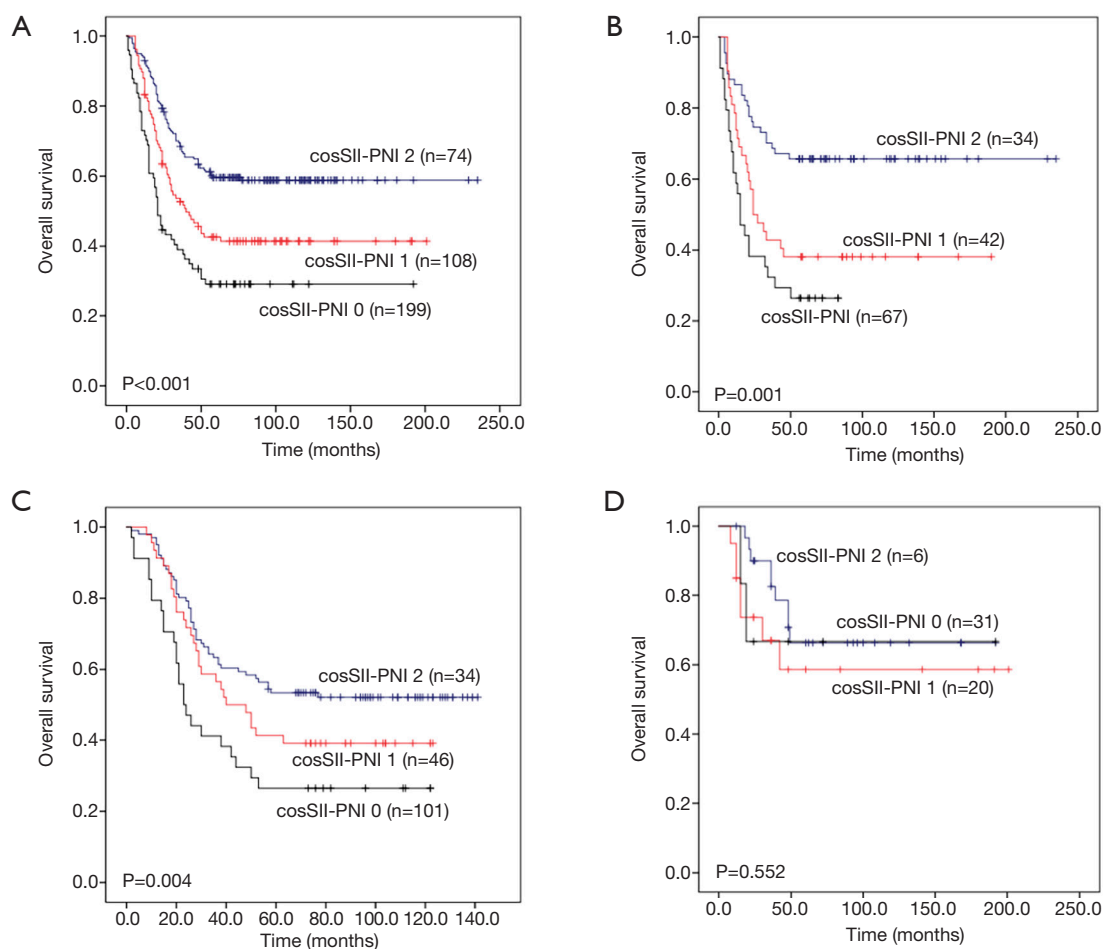 A
1.0
0.8
0.6
0.4
0.2
0.0
Overall survival
cosSII-PNI 2 (n=74)
cosSII-PNI 1 (n=108)
cosSII-PNI 0 (n=199)
P<0.001
0.0 50.0 100.0 150.0 200.0 250.0
Time (months)
B
1.0
0.8
0.6
0.4
0.2
0.0
Overall survival
cosSII-PNI 2 (n=34)
cosSII-PNI 1 (n=42)
cosSII-PNI (n=67)
P=0.001
0.0 50.0 100.0 150.0 200.0 250.0
Time (months)
C
1.0
0.8
0.6
0.4
0.2
0.0
Overall survival
cosSII-PNI 2 (n=34)
cosSII-PNI 1 (n=46)
cosSII-PNI 0 (n=101)
P=0.004
0.0 20.0 40.0 60.0 80.0 100.0 120.0 140.0
Time (months)
D
1.0
0.8
0.6
0.4
0.2
0.0
Overall survival
cosSII-PNI 2 (n=6)
cosSII-PNI 0 (n=31)
cosSII-PNI 1 (n=20)
P=0.552
0.0 50.0 100.0 150.0 200.0 250.0
Time (months)